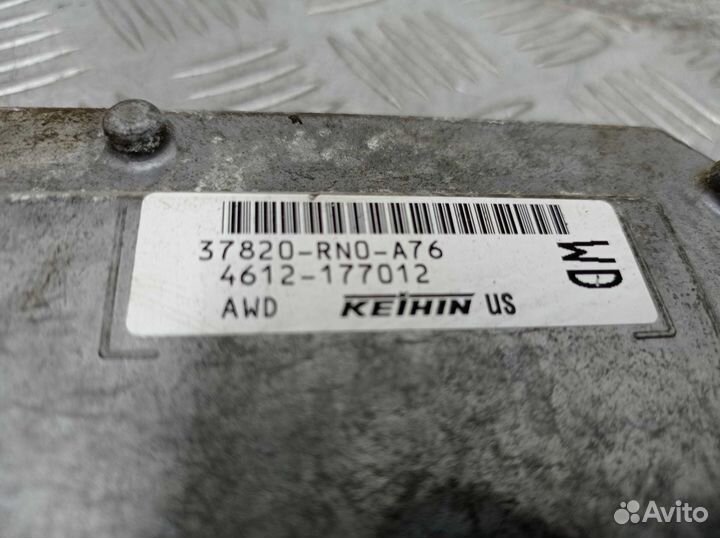 37820-RN0-A76
4612-177012
AWD KEIHIN US
WD
Avito